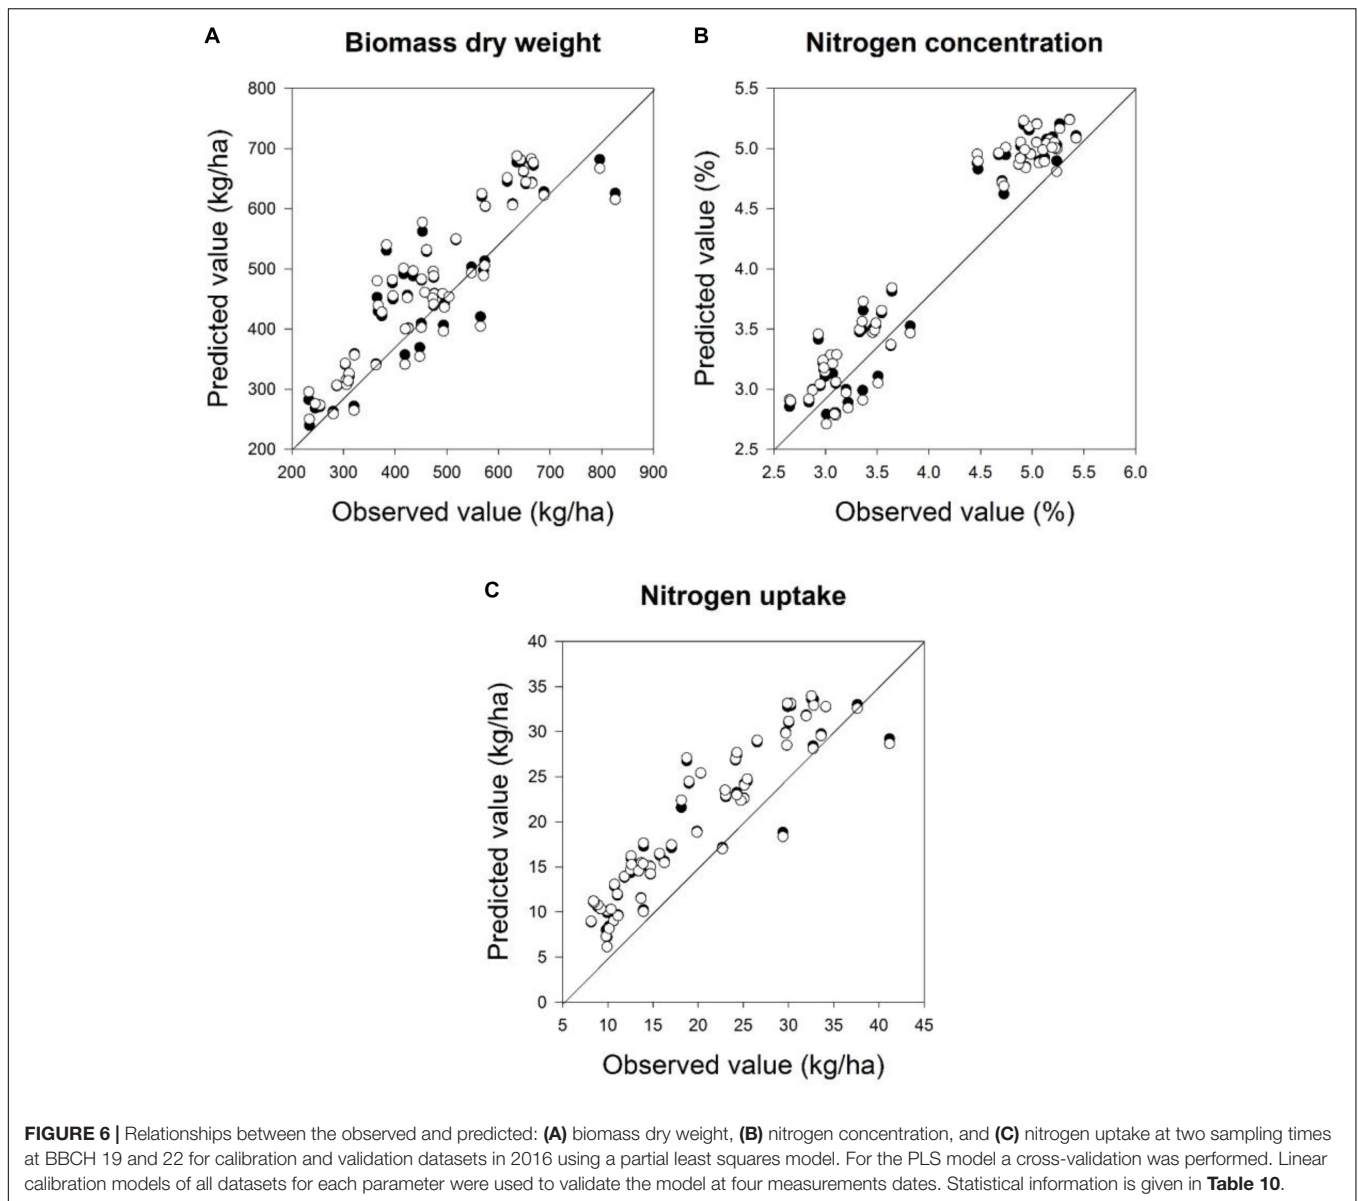 A
Biomass dry weight
800
700
600
500
400
300
200
Predicted value (kg/ha)
200 300 400 500 600 700 800 900
Observed value (kg/ha)
B
Nitrogen concentration
5.5
5.0
4.5
4.0
3.5
3.0
2.5
Predicted value (%)
2.5 3.0 3.5 4.0 4.5 5.0 5.5 6.0
Observed value (%)
C
Nitrogen uptake
40
35
30
25
20
15
10
5
0
Predicted value (kg/ha)
5 10 15 20 25 30 35 40 45
Observed value (kg/ha)
FIGURE 6 | Relationships between the observed and predicted: (A) biomass dry weight, (B) nitrogen concentration, and (C) nitrogen uptake at two sampling times
at BBCH 19 and 22 for calibration and validation datasets in 2016 using a partial least squares model. For the PLS model a cross-validation was performed. Linear
calibration models of all datasets for each parameter were used to validate the model at four measurements dates. Statistical information is given in Table 10.